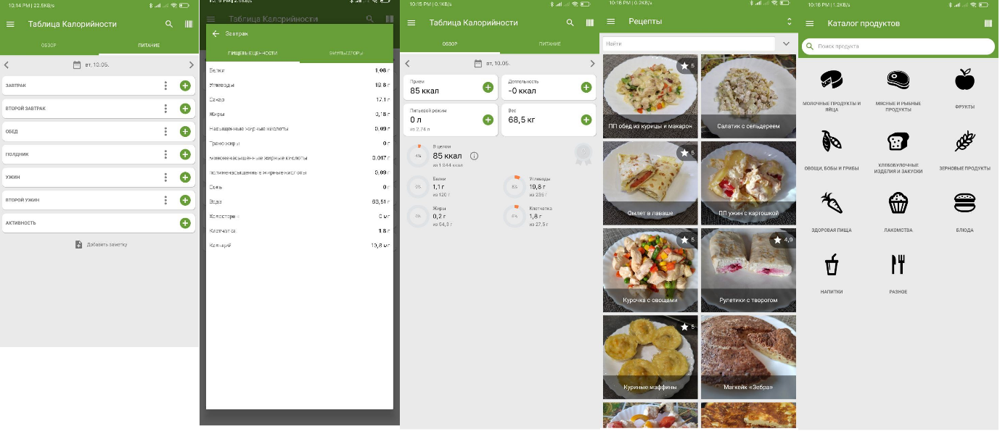 10:14 PM | 22.5KB/s
Таблица Калорийности
ОБЗОР
ПИТАНИЕ
вт, 10.05.
ЗАВТРАК
ВТОРОЙ ЗАВТРАК
ОБЕД
ПОЛДНИК
УЖИН
ВТОРОЙ УЖИН
АКТИВНОСТЬ
Добавить заметку
Таблица Калорийности
Завтрак
ПИЩЕВЫЕ ЦЕННОСТИ
ЭМУЛЬГАТОРЫ
Белки
1,08 г
Углеводы
19,8 г
Сахар
17,1 г
Жиры
0,18 г
Насыщенные жирные кислоты
0,09 г
Трансжиры
0 г
мононенасыщенные жирные кислоты
0,017 г
полиненасыщенные жирные кислоты
0,09 г
Соль
0 г
Вода
63,51 г
Холестерин
0 мг
Клетчатка
1,8 г
Кальций
10,8 мг
10:15 PM | 0.1KB/s
Таблица Калорийности
ОБЗОР
ПИТАНИЕ
вт, 10.05.
Прием
85 ккал
Деятельность
-0 ккал
Питьевой режим
0 л
из 2.74 л
Вес
68,5 кг
4%
В целом
85 ккал
из 1 944 ккал
0%
Белки
1,1 г
из 120 г
8%
Углеводы
19,8 г
из 235 г
0%
Жиры
0,2 г
из 54,3 г
6%
Клетчатка
1,8 г
из 27,5 г
10:16 PM | 0.2KB/s
Рецепты
Найти
5
ПП обед из курицы и макарон
Салатик с сельдереем
5
Омлет в лаваше
ПП ужин с картошкой
5
Курочка с овощами
4,9
Рулетики с творогом
5
Куриные маффины
Магкейк «Зебра»
10:16 PM | 1.2KB/s
Каталог продуктов
Поиск продукта
МОЛОЧНЫЕ ПРОДУКТЫ И
ЯЙЦА
МЯСНЫЕ И РЫБНЫЕ
ПРОДУКТЫ
ФРУКТЫ
ОВОЩИ, БОБЫ И ГРИБЫ
ХЛЕБОБУЛОЧНЫЕ
ИЗДЕЛИЯ И ЗАКУСКИ
ЗЕРНОВЫЕ ПРОДУКТЫ
ЗДОРОВАЯ ПИЩА
ЛАКОМСТВА
БЛЮДА
НАПИТКИ
РАЗНОЕ